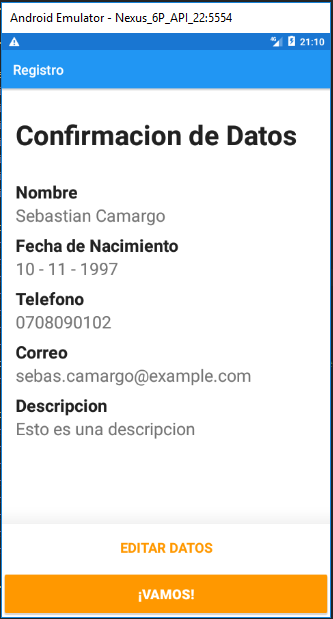 Android Emulator - Nexus_6P_API_22:5554
4G 21:10
Registro
Confirmacion de Datos
Nombre
Sebastian Camargo
Fecha de Nacimiento
10 - 11 - 1997
Telefono
0708090102
Correo
sebas.camargo@example.com
Descripcion
Esto es una descripcion
EDITAR DATOS
¡VAMOS!